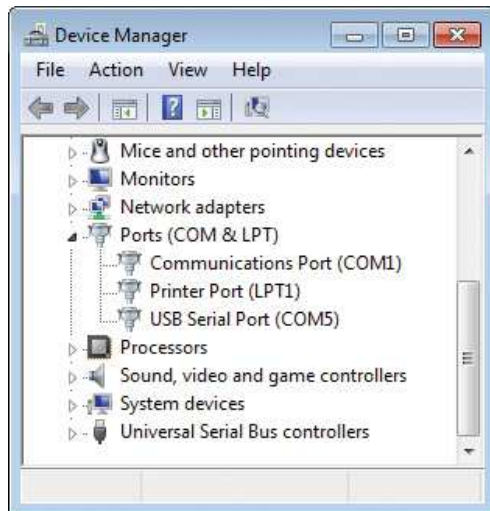 Device Manager
File Action View Help
Mice and other pointing devices
Monitors
Network adapters
Ports (COM & LPT)
Communications Port (COM1)
Printer Port (LPT1)
USB Serial Port (COM5)
Processors
Sound, video and game controllers
System devices
Universal Serial Bus controllers